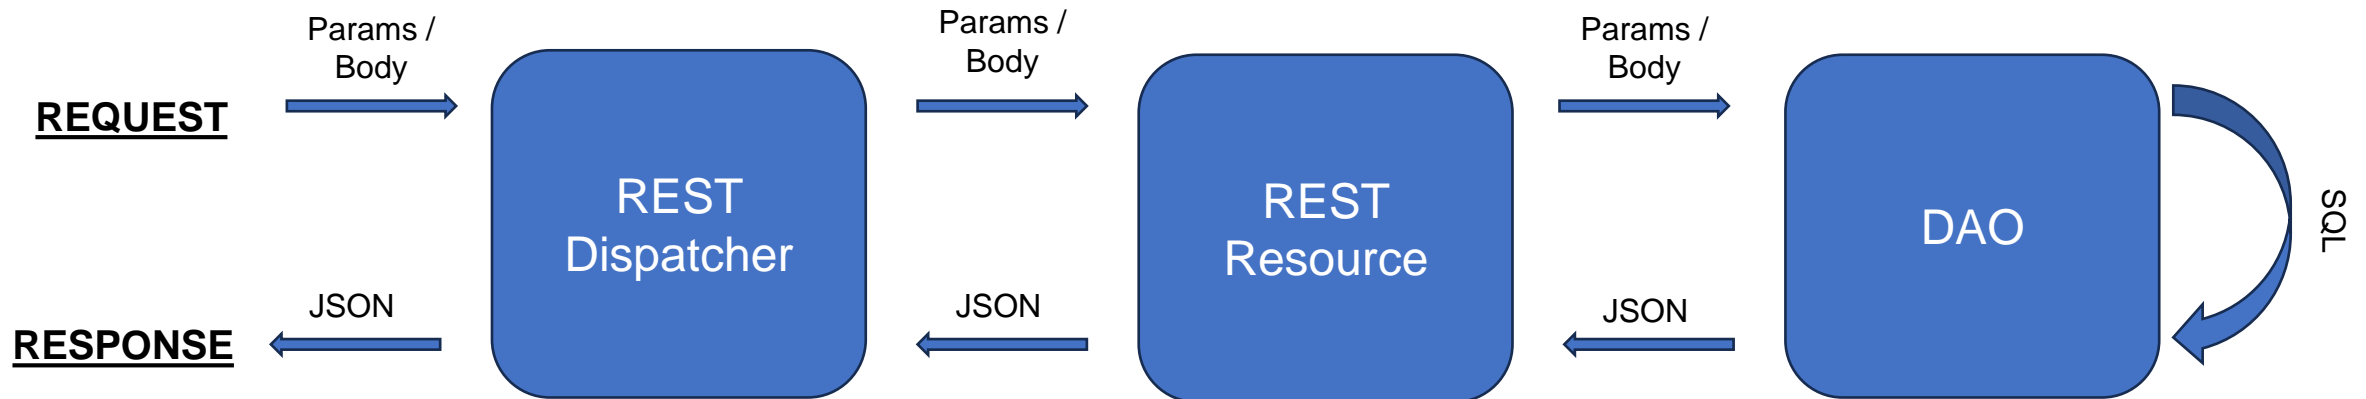 Params /
Body
Params /
Body
Params /
Body
REQUEST
REST
Dispatcher
REST
Resource
DAO
SQL
JSON
JSON
JSON
RESPONSE